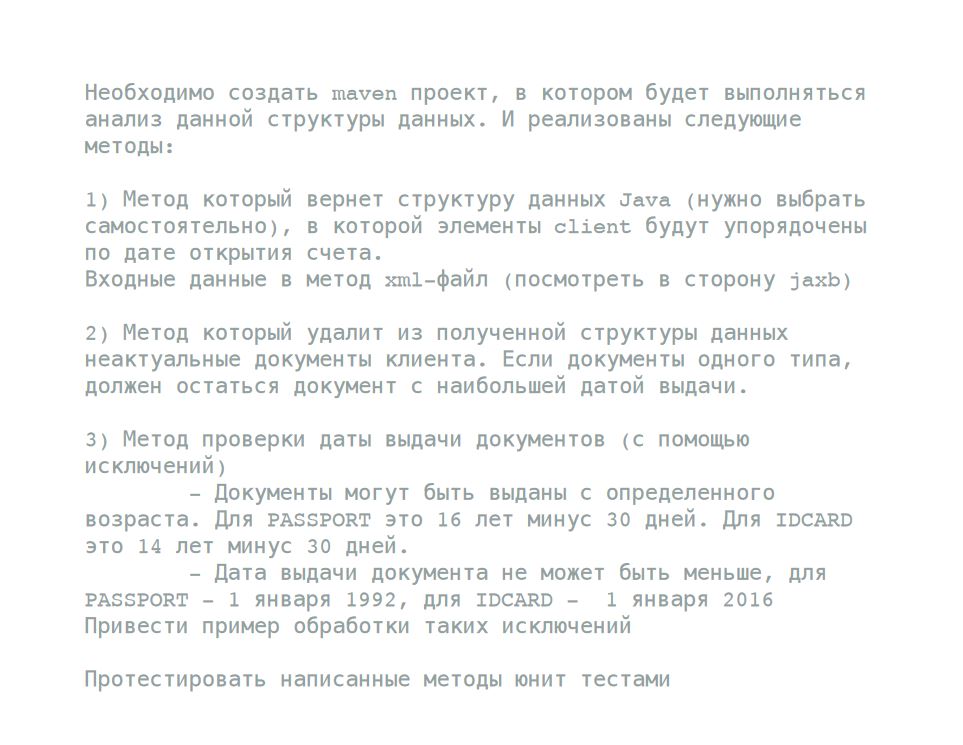 Необходимо создать maven проект, в котором будет выполняться
анализ данной структуры данных. И реализованы следующие
методы:
1) Метод который вернет структуру данных Java (нужно выбрать
самостоятельно), в которой элементы client будут упорядочены
по дате открытия счета.
Входные данные в метод xml-файл (посмотреть в сторону jaxb)
2) Метод который удалит из полученной структуры данных
неактуальные документы клиента. Если документы одного типа,
должен остаться документ с наибольшей датой выдачи.
3) Метод проверки даты выдачи документов (с помощью
исключений)
- Документы могут быть выданы с определенного
возраста. Для PASSPORT это 16 лет минус 30 дней. Для IDCARD
это 14 лет минус 30 дней.
- Дата выдачи документа не может быть меньше, для
PASSPORT - 1 января 1992, для IDCARD -  1 января 2016
Привести пример обработки таких исключений
Протестировать написанные методы юнит тестами